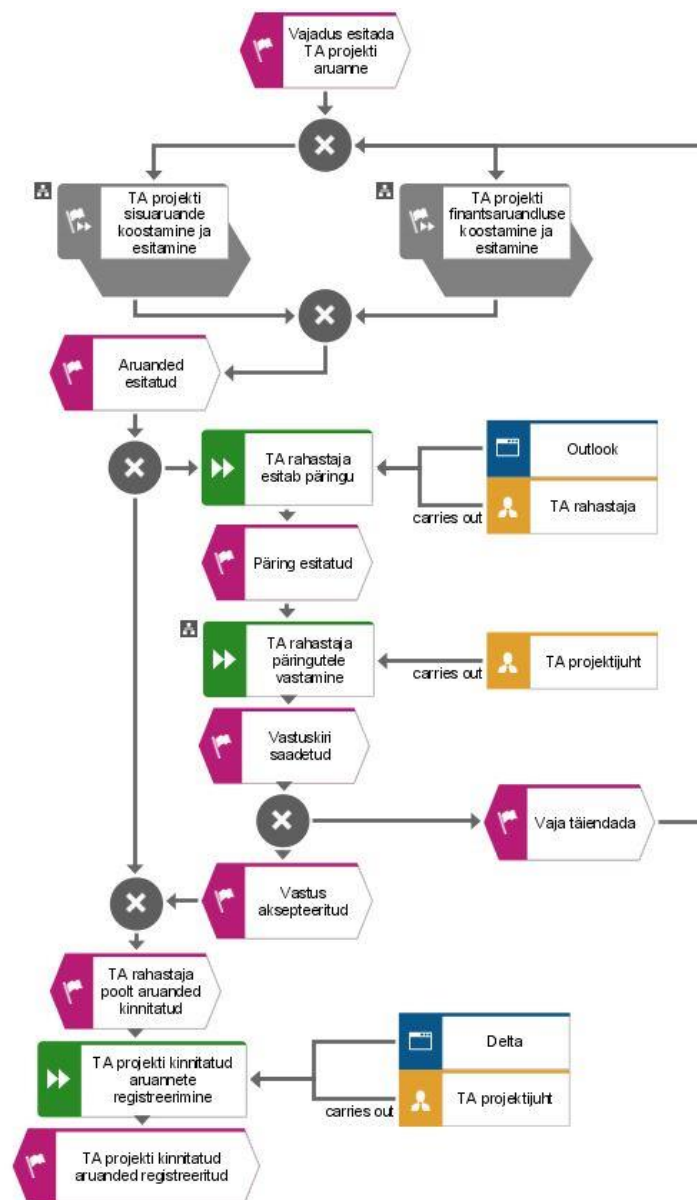 Vajadus esitada
TA projekti
aruanne
TA projekti
sisuaruande
koostamine ja
esitamine
TA projekti
finantsaruandluse
koostamine ja
esitamine
Aruanded
esitatud
TA rahastaja
esitab päringu
Outlook
TA rahastaja
carries out
Päring esitatud
TA rahastaja
päringutele
vastamine
TA projektijuht
carries out
Vastuskiri
saadetud
Vaja täiendada
Vastus
aksepteeritud
TA rahastaja
poolt aruanded
kinnitatud
TA projekti kinnitatud
aruannete
registreerimine
Delta
TA projektijuht
carries out
TA projekti kinnitatud
aruanded registreeritud